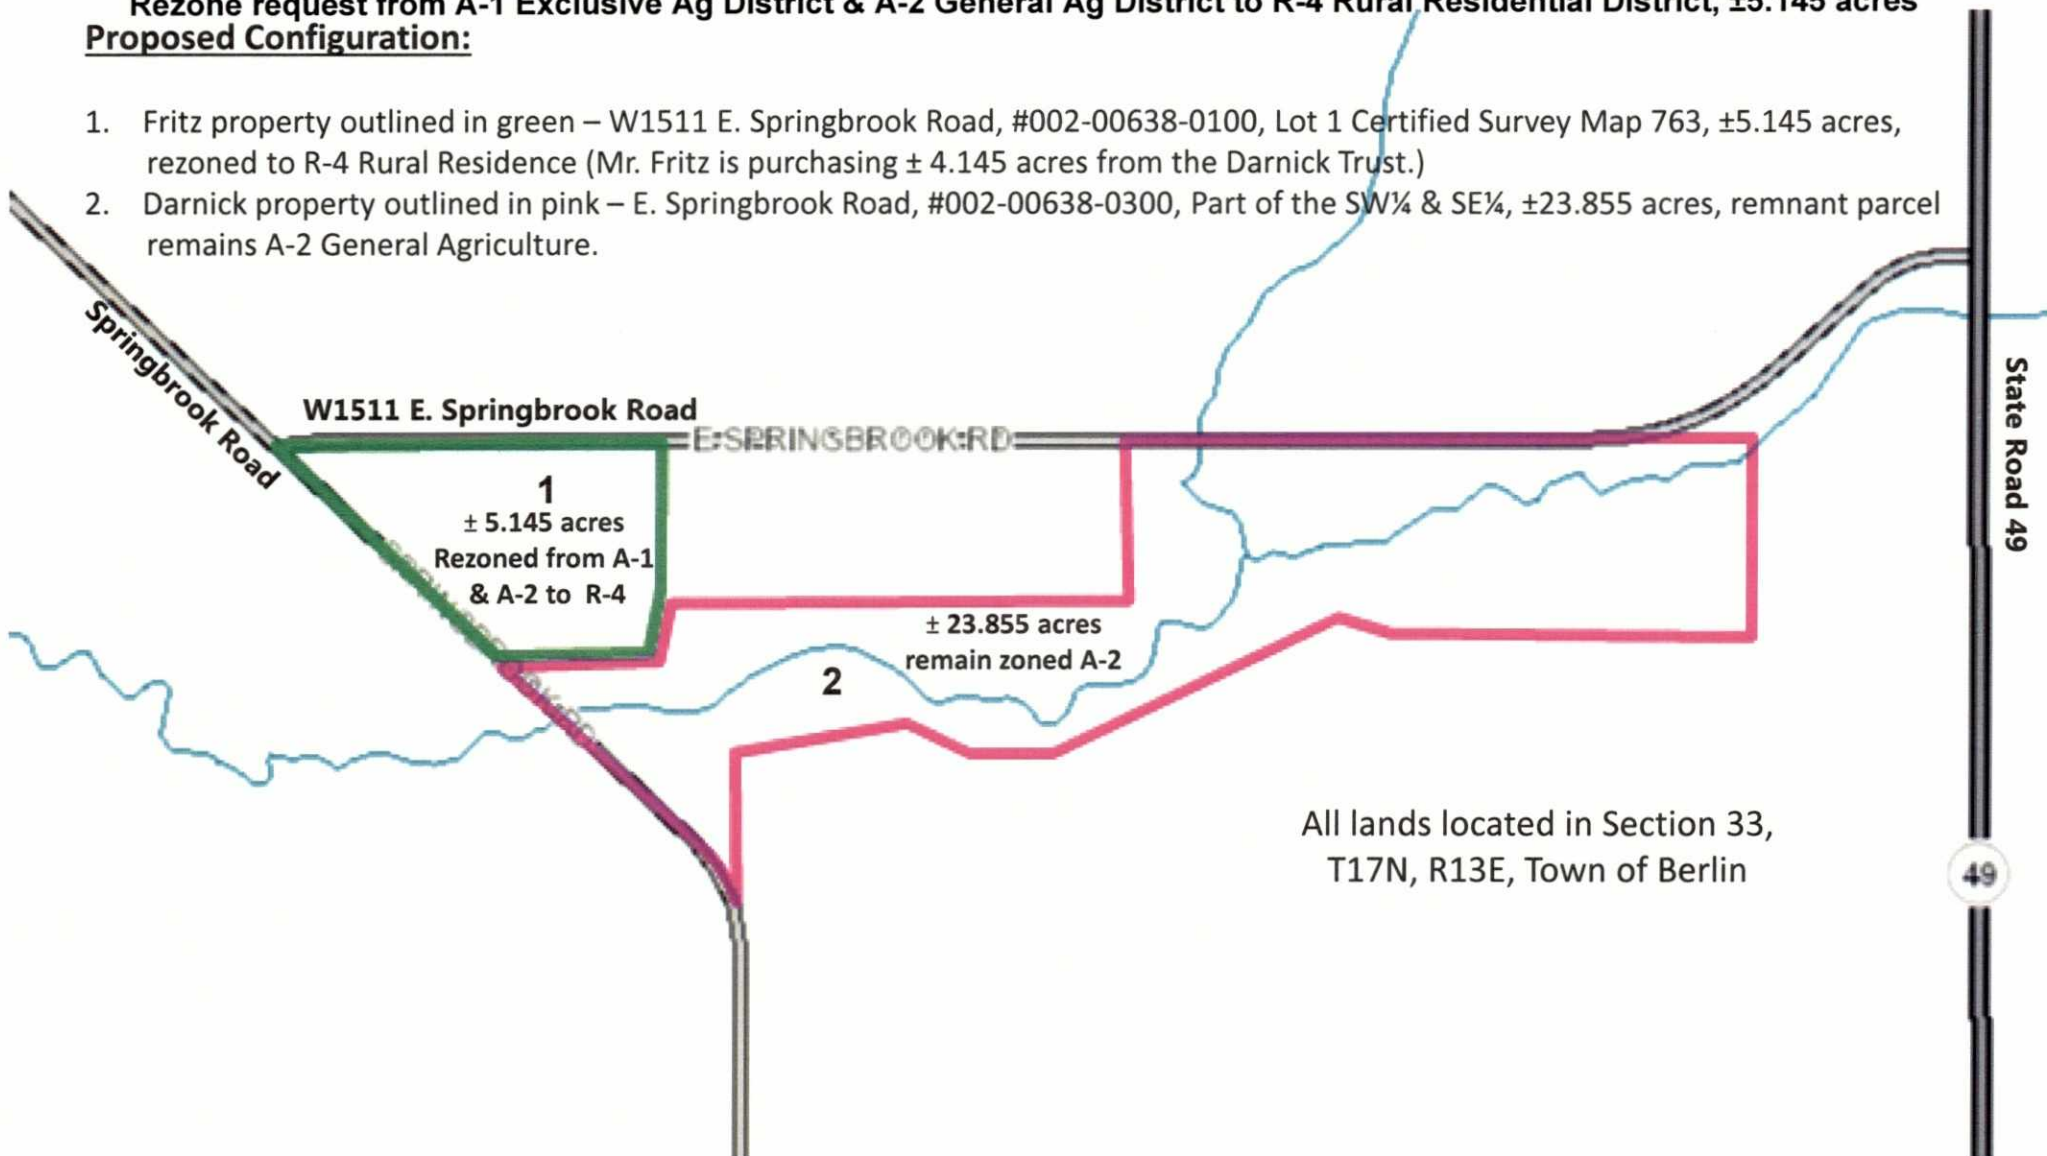 Rezone request from A-1 Exclusive Ag District & A-2 General Ag District to R-4 Rural Residential District, ±5.145 acres
Proposed Configuration:
1. Fritz property outlined in green – W1511 E. Springbrook Road, #002-00638-0100, Lot 1 Certified Survey Map 763, ±5.145 acres,
rezoned to R-4 Rural Residence (Mr. Fritz is purchasing ± 4.145 acres from the Darnick Trust.)
2. Darnick property outlined in pink – E. Springbrook Road, #002-00638-0300, Part of the SW¼ & SE¼, ±23.855 acres, remnant parcel
remains A-2 General Agriculture.
Springbrook Road
W1511 E. Springbrook Road
E SPRINGBROOK RD
State Road 49
1
± 5.145 acres
Rezoned from A-1
& A-2 to R-4
± 23.855 acres
remain zoned A-2
2
All lands located in Section 33,
T17N, R13E, Town of Berlin
49